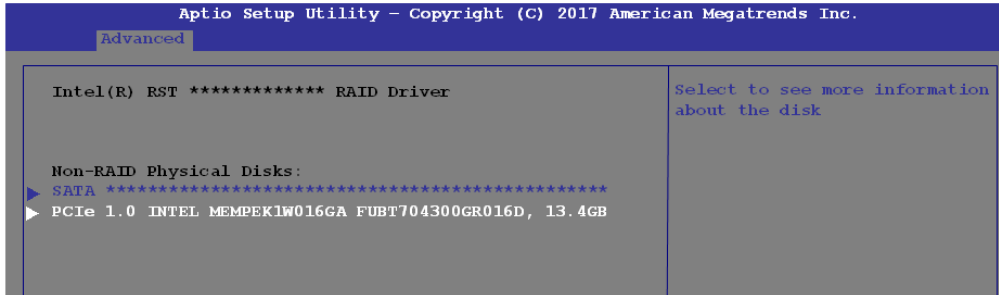 Aptio Setup Utility – Copyright (C) 2017 American Megatrends Inc.
Advanced
Intel(R) RST ************* RAID Driver
Select to see more information
about the disk
Non-RAID Physical Disks:
SATA ************************************************
PCIe 1.0 INTEL MEMPEK1W016GA FUBT704300GR016D, 13.4GB